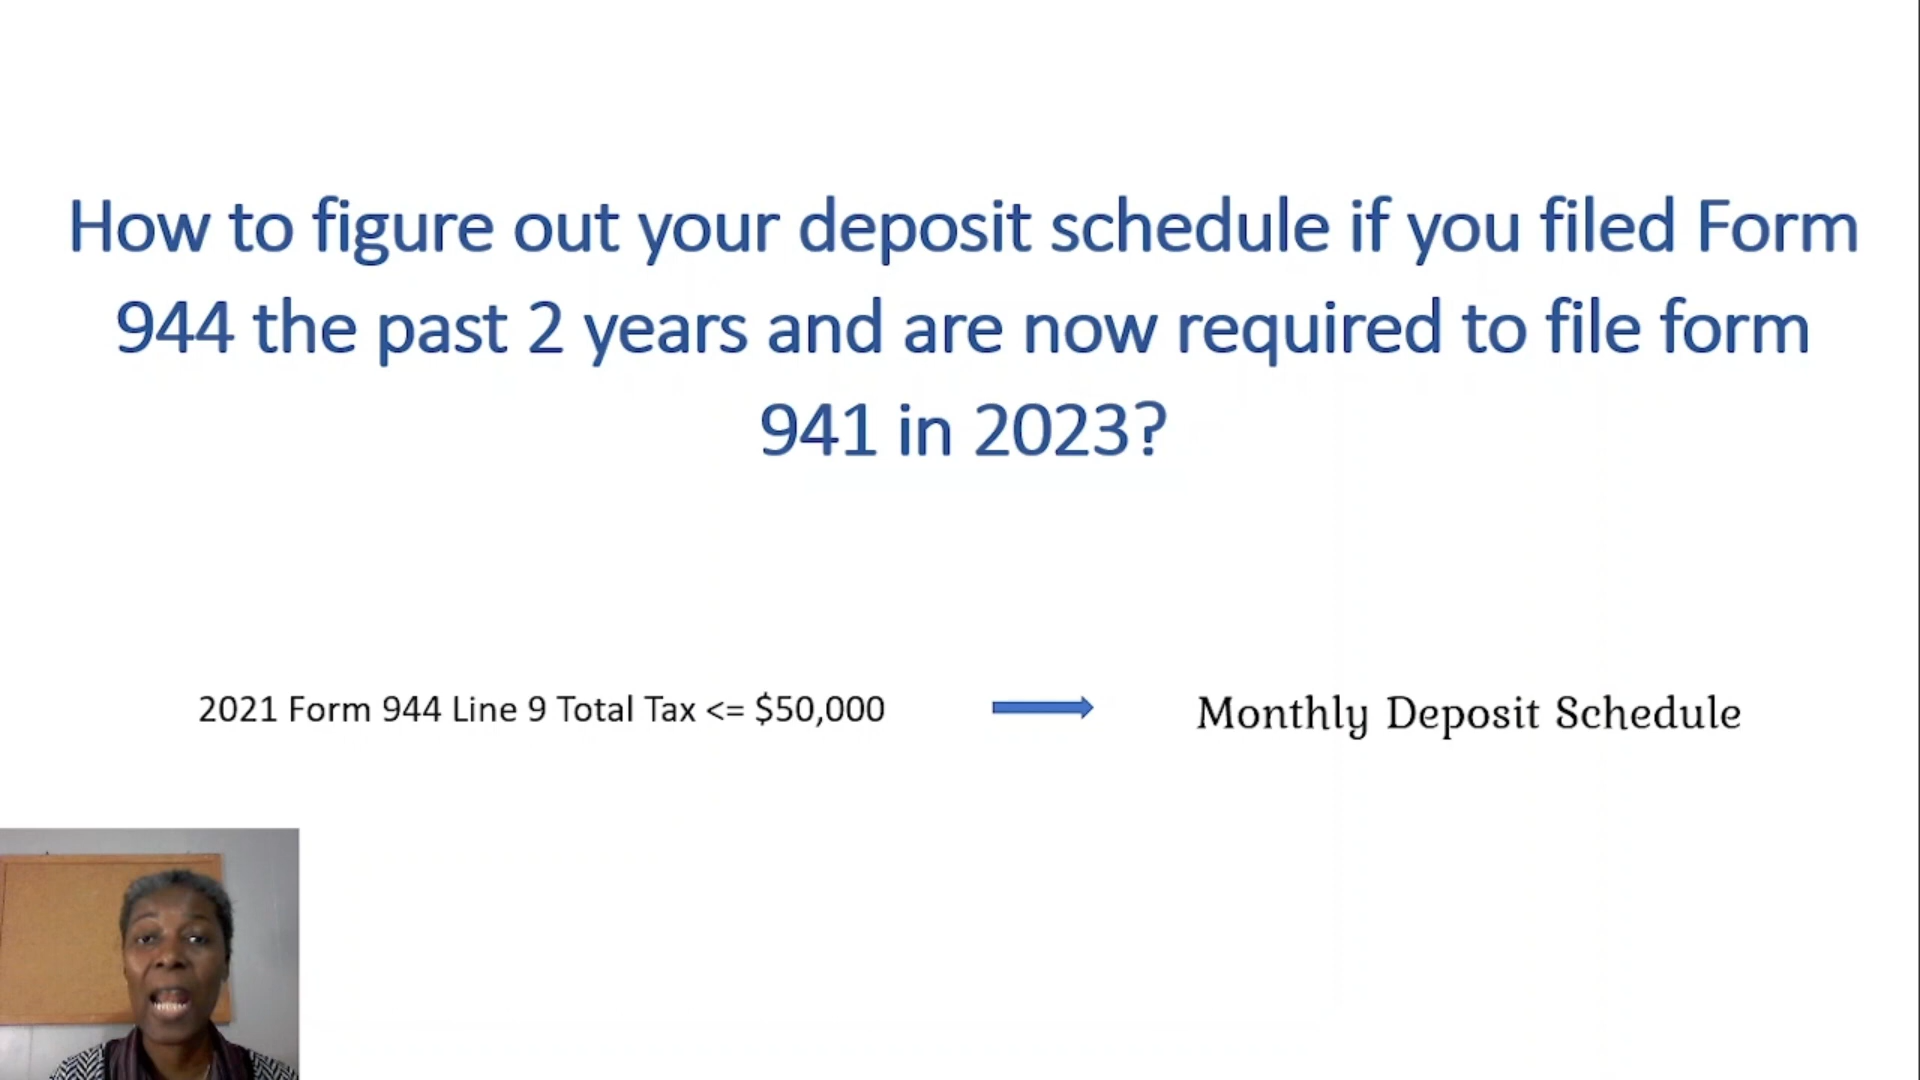 How to figure out your deposit schedule if you filed Form
944 the past 2 years and are now required to file form
941 in 2023?
2021 Form 944 Line 9 Total Tax <= $50,000
Monthly Deposit Schedule